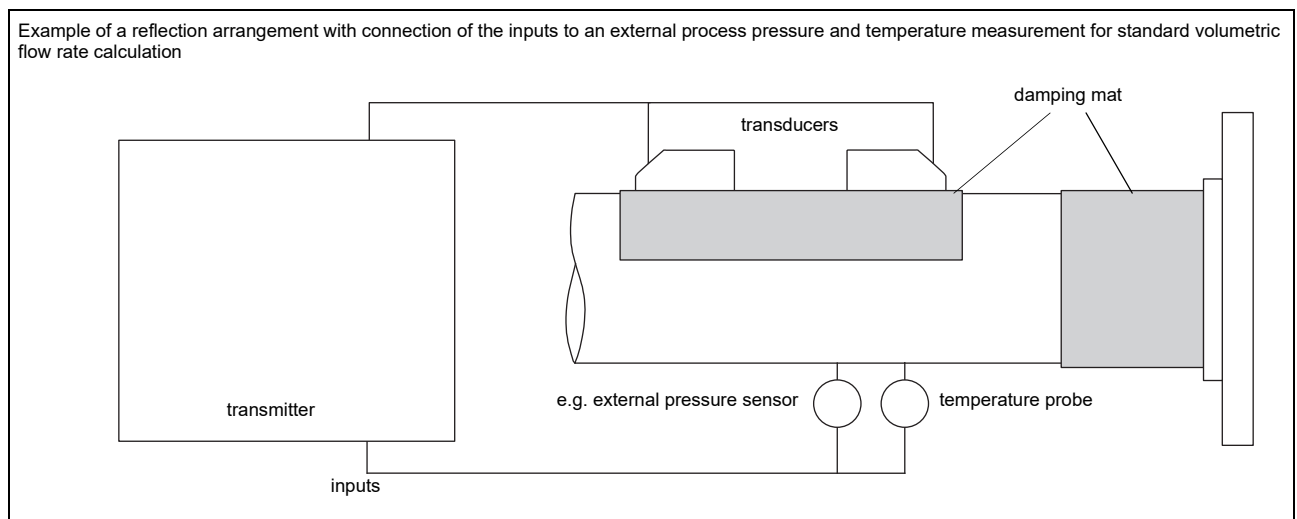 Example of a reflection arrangement with connection of the inputs to an external process pressure and temperature measurement for standard volumetric
flow rate calculation
damping mat
transducers
e.g. external pressure sensor
temperature probe
transmitter
inputs